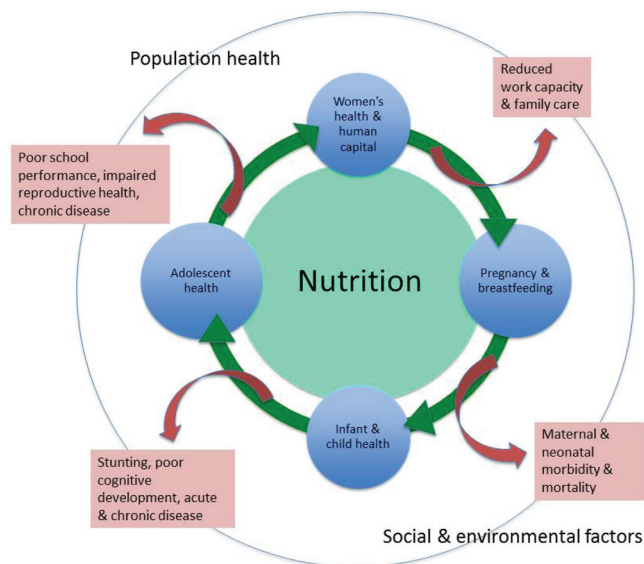 Population health
Reduced
work capacity
& family care
Women's
health &
human
capital
Poor school
performance, impaired
reproductive health,
chronic disease
Adolescent
health
Nutrition
Pregnancy &
breastfeeding
Infant &
child health
Stunting, poor
cognitive
development, acute
& chronic disease
Maternal &
neonatal
morbidity &
mortality
Social & environmental factors